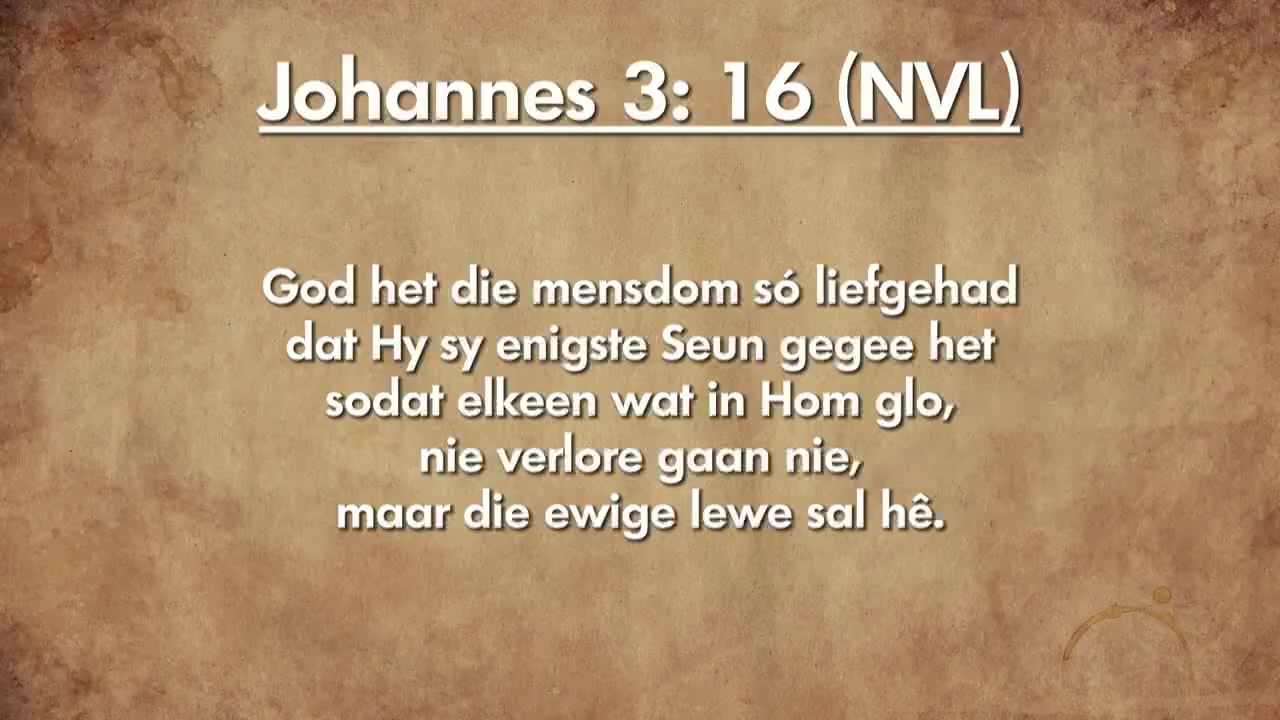 Johannes 3: 16 (NVL)
God het die mensdom só liefgehad
dat Hy sy enigste Seun gegee het
sodat elkeen wat in Hom glo,
nie verlore gaan nie,
maar die ewige lewe sal hê.